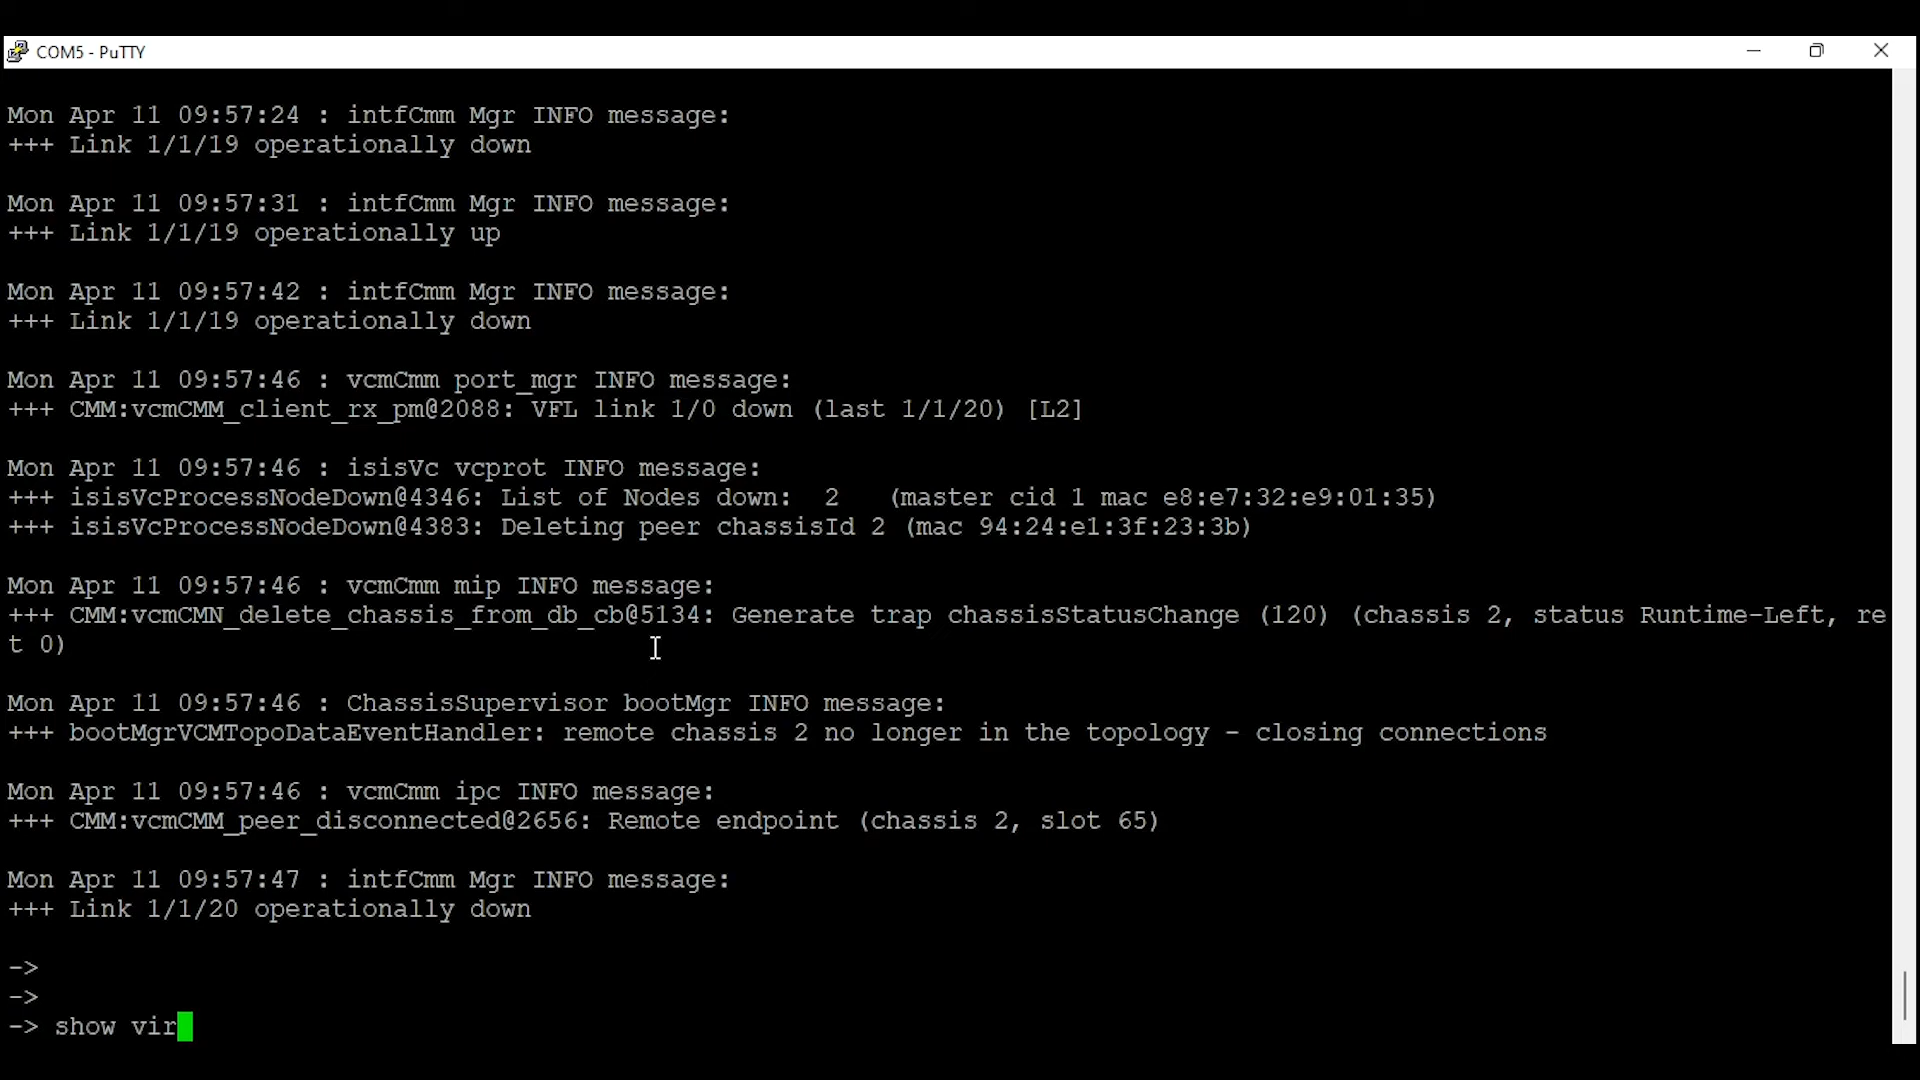 COM5 - PuTTY
Mon Apr 11 09:57:24 : intfCmm Mgr INFO message:
+++ Link 1/1/19 operationally down
Mon Apr 11 09:57:31 : intfCmm Mgr INFO message:
+++ Link 1/1/19 operationally up
Mon Apr 11 09:57:42 : intfCmm Mgr INFO message:
+++ Link 1/1/19 operationally down
Mon Apr 11 09:57:46 : vcmCmm port_mgr INFO message:
+++ CMM:vcmCMM_client_rx_pm@2088: VFL link 1/0 down (last 1/1/20) [L2]
Mon Apr 11 09:57:46 : isisVc vcprot INFO message:
+++ isisVcProcessNodeDown@4346: List of Nodes down:  2   (master cid 1 mac e8:e7:32:e9:01:35)
+++ isisVcProcessNodeDown@4383: Deleting peer chassisId 2 (mac 94:24:e1:3f:23:3b)
Mon Apr 11 09:57:46 : vcmCmm mip INFO message:
+++ CMM:vcmCMN_delete_chassis_from_db_cb@5134: Generate trap chassisStatusChange (120) (chassis 2, status Runtime-Left, re
t 0)
Mon Apr 11 09:57:46 : ChassisSupervisor bootMgr INFO message:
+++ bootMgrVCMTopoDataEventHandler: remote chassis 2 no longer in the topology - closing connections
Mon Apr 11 09:57:46 : vcmCmm ipc INFO message:
+++ CMM:vcmCMM_peer_disconnected@2656: Remote endpoint (chassis 2, slot 65)
Mon Apr 11 09:57:47 : intfCmm Mgr INFO message:
+++ Link 1/1/20 operationally down
->
->
-> show vir